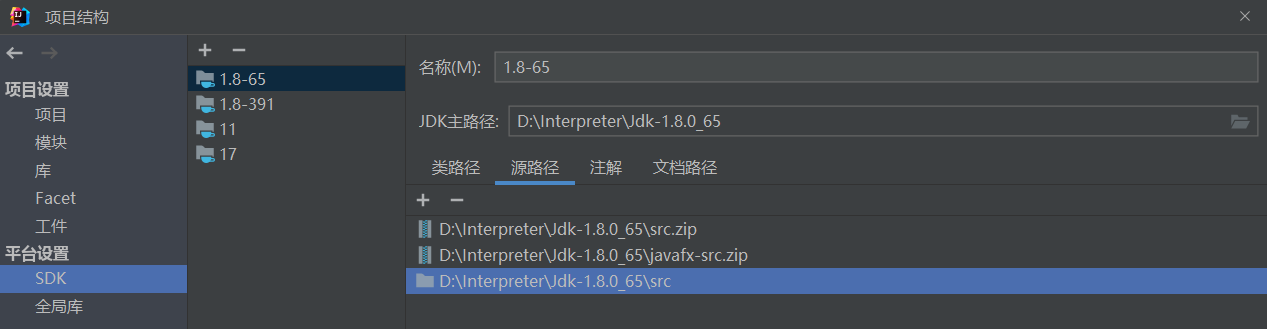 项目结构
项目设置
项目
模块
库
Facet
工件
平台设置
SDK
全局库
1.8-65
1.8-391
11
17
名称(M): 1.8-65
JDK主路径: D:\Interpreter\Jdk-1.8.0_65
类路径 源路径 注解 文档路径
D:\Interpreter\Jdk-1.8.0_65\src.zip
D:\Interpreter\Jdk-1.8.0_65\javafx-src.zip
D:\Interpreter\Jdk-1.8.0_65\src